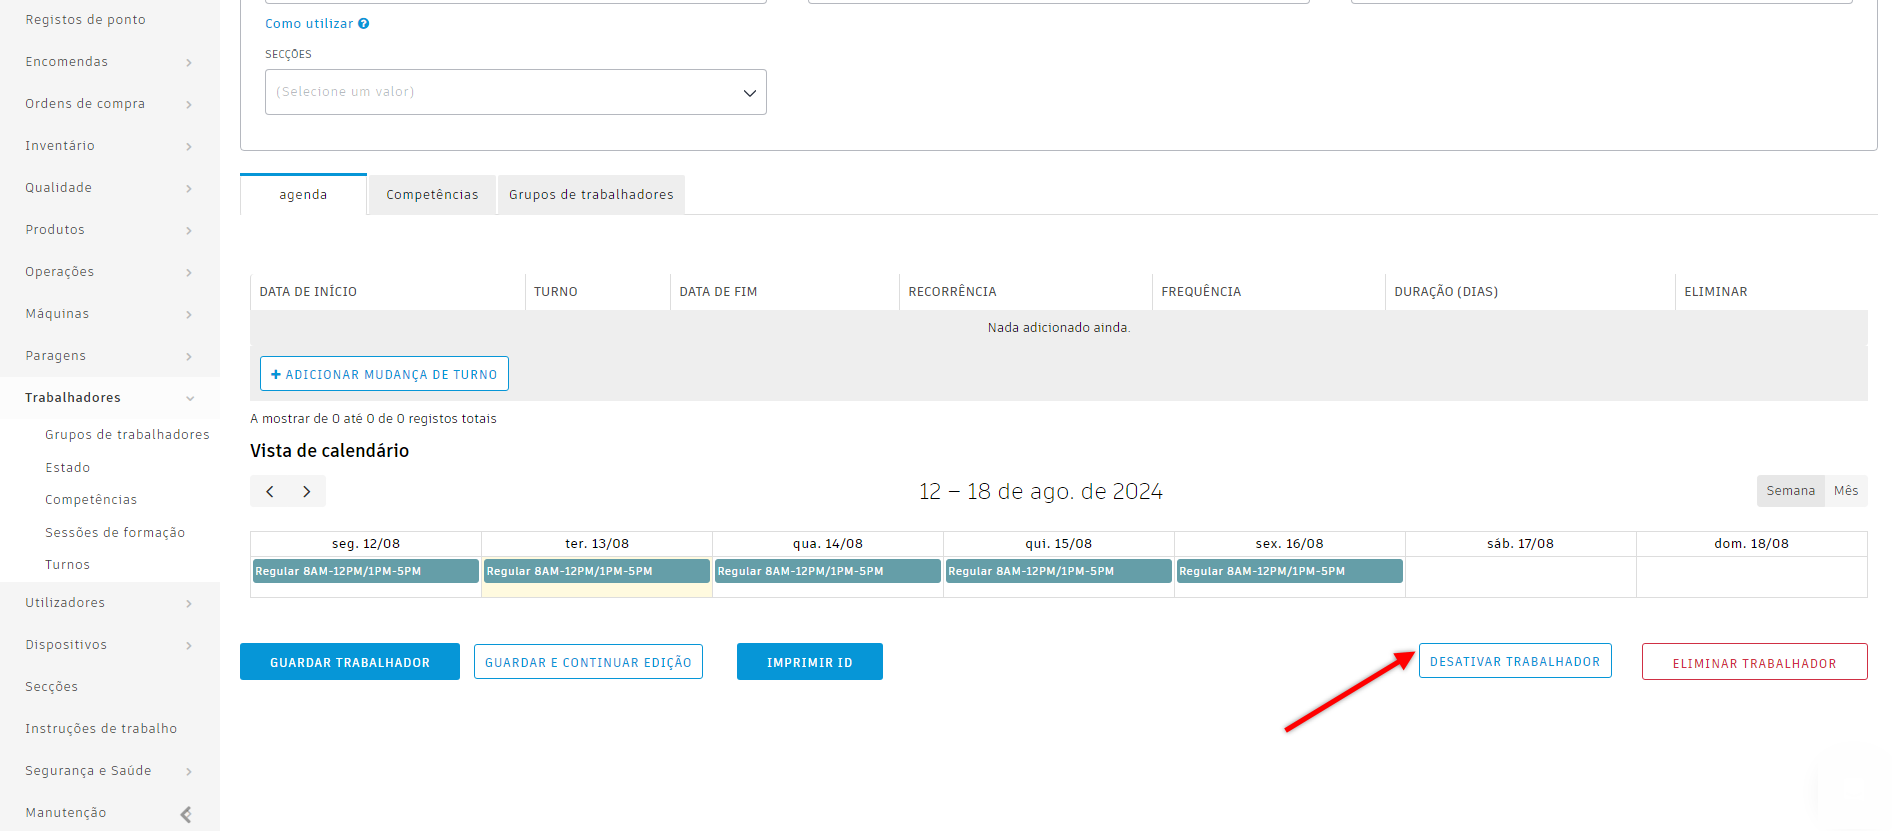 Registos de ponto
Encomendas
Ordens de compra
Inventário
Qualidade
Produtos
Operações
Máquinas
Paragens
Trabalhadores
Grupos de trabalhadores
Estado
Competências
Sessões de formação
Turnos
Utilizadores
Dispositivos
Secções
Instruções de trabalho
Segurança e Saúde
Manutenção
Como utilizar
SECÇÕES
(Selecione um valor)
agenda Competências Grupos de trabalhadores
DATA DE INÍCIO TURNO DATA DE FIM RECORRÊNCIA FREQUÊNCIA DURAÇÃO (DIAS) ELIMINAR
Nada adicionado ainda.
+ ADICIONAR MUDANÇA DE TURNO
A mostrar de 0 até 0 de 0 registos totais
Vista de calendário
12 – 18 de ago. de 2024
Semana Mês
seg. 12/08 ter. 13/08 qua. 14/08 qui. 15/08 sex. 16/08 sáb. 17/08 dom. 18/08
Regular 8AM-12PM/1PM-5PM Regular 8AM-12PM/1PM-5PM Regular 8AM-12PM/1PM-5PM Regular 8AM-12PM/1PM-5PM Regular 8AM-12PM/1PM-5PM
GUARDAR TRABALHADOR GUARDAR E CONTINUAR EDIÇÃO IMPRIMIR ID DESATIVAR TRABALHADOR ELIMINAR TRABALHADOR